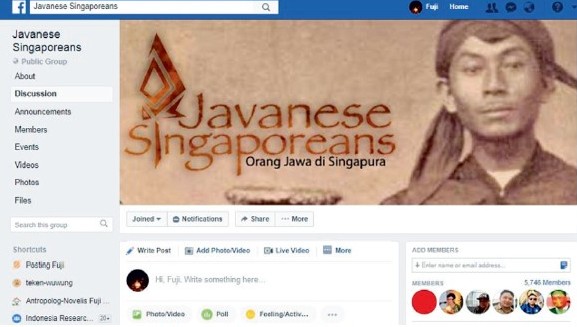 Javanese Singaporeans
Fuji
Home
Javanese
Singaporeans
Public Group
About
Discussion
Announcements
Members
Events
Videos
Photos
Files
Search this group
Shortcuts
Posting Fuji
teken-wuwung
Antropolog-Novelis Fuji ...
Indonesia Researc... 20+
Javanese
Singaporeans
Orang Jawa di Singapura
Joined
Notifications
Share
More
Write Post
Add Photo/Video
Live Video
More
Hi, Fuji. Write something here...
Photo/Video
Poll
Feeling/Activ...
ADD MEMBERS
+ Enter name or email address...
MEMBERS
5,746 Members